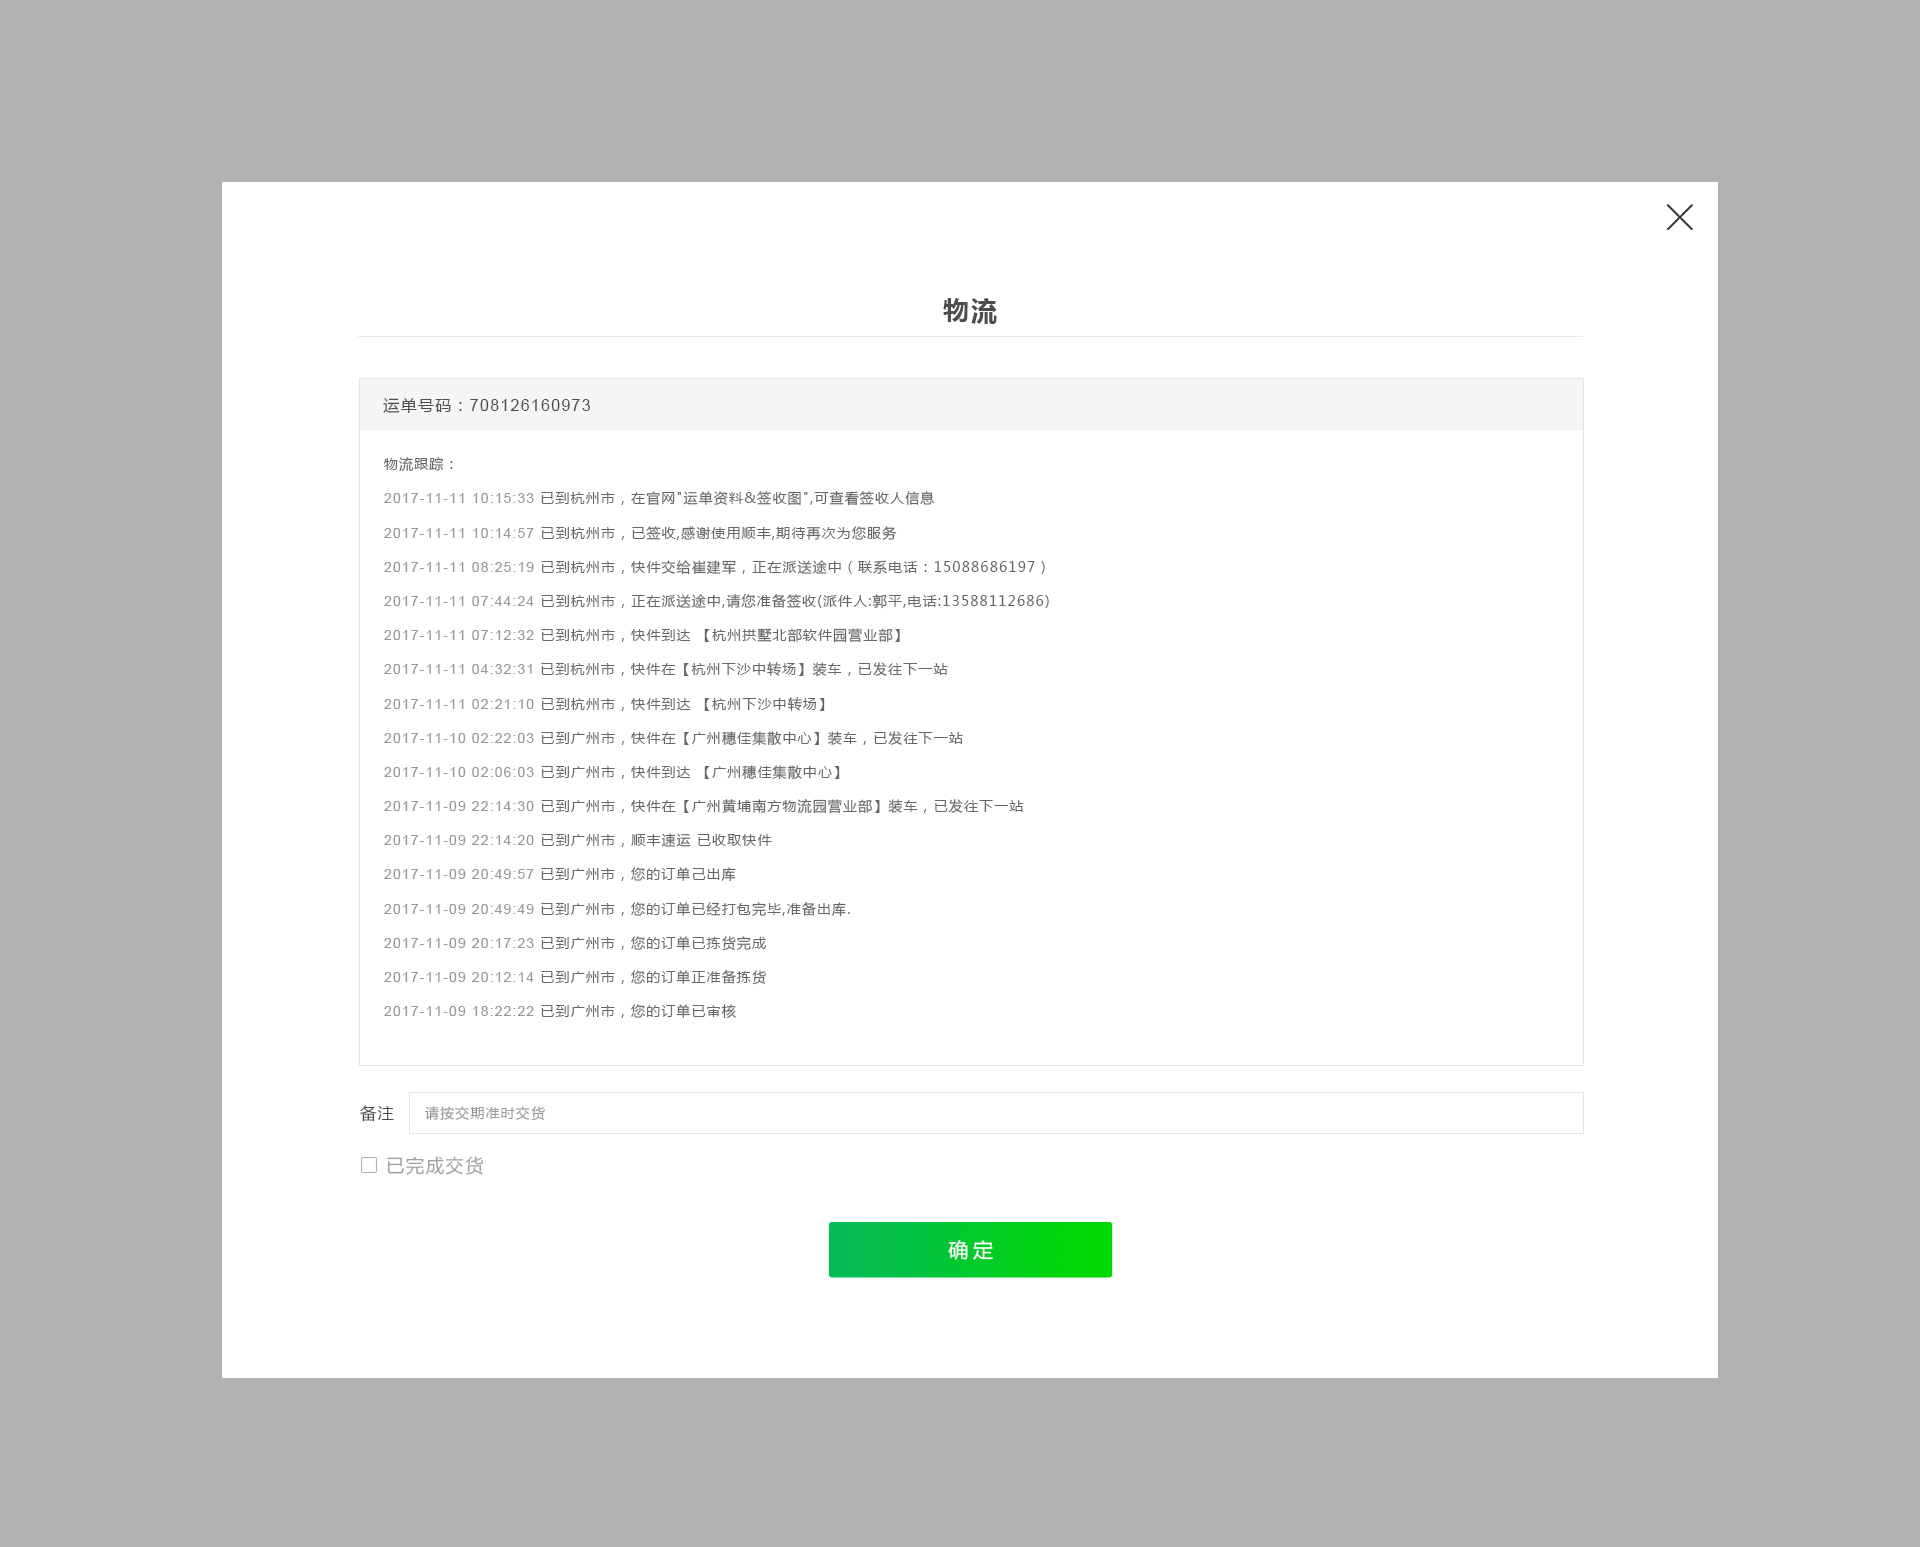 物流
运单号码：708126160973
物流跟踪：
2017-11-11 10:15:33 已到杭州市，在官网"运单资料&签收图",可查看签收人信息
2017-11-11 10:14:57 已到杭州市，已签收,感谢使用顺丰,期待再次为您服务
2017-11-11 08:25:19 已到杭州市，快件交给崔建军，正在派送途中（联系电话：15088686197）
2017-11-11 07:44:24 已到杭州市，正在派送途中,请您准备签收(派件人:郭平,电话:13588112686)
2017-11-11 07:12:32 已到杭州市，快件到达 【杭州拱墅北部软件园营业部】
2017-11-11 04:32:31 已到杭州市，快件在【杭州下沙中转场】装车，已发往下一站
2017-11-11 02:21:10 已到杭州市，快件到达 【杭州下沙中转场】
2017-11-10 02:22:03 已到广州市，快件在【广州穗佳集散中心】装车，已发往下一站
2017-11-10 02:06:03 已到广州市，快件到达 【广州穗佳集散中心】
2017-11-09 22:14:30 已到广州市，快件在【广州黄埔南方物流园营业部】装车，已发往下一站
2017-11-09 22:14:20 已到广州市，顺丰速运 已收取快件
2017-11-09 20:49:57 已到广州市，您的订单己出库
2017-11-09 20:49:49 已到广州市，您的订单已经打包完毕,准备出库.
2017-11-09 20:17:23 已到广州市，您的订单已拣货完成
2017-11-09 20:12:14 已到广州市，您的订单正准备拣货
2017-11-09 18:22:22 已到广州市，您的订单已审核
备注 请按交期准时交货
已完成交货
确定